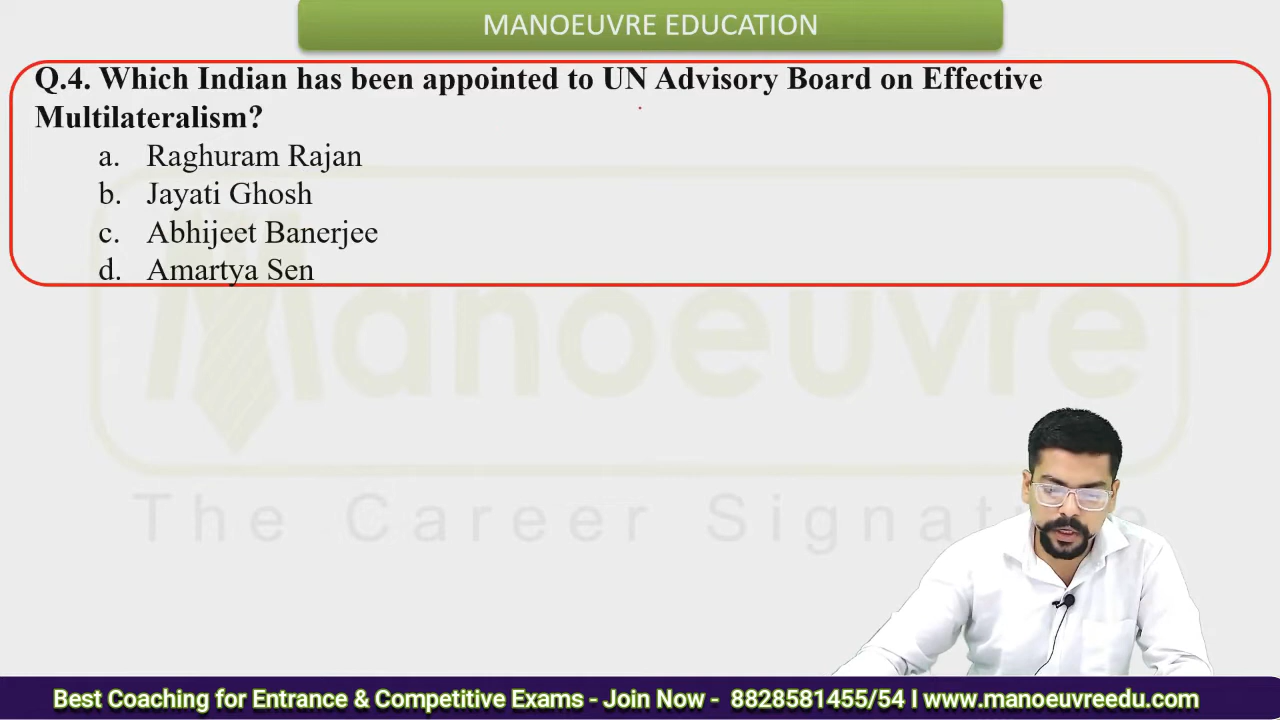 MANOEUVRE EDUCATION
Q.4. Which Indian has been appointed to UN Advisory Board on Effective
Multilateralism?
a. Raghuram Rajan
b. Jayati Ghosh
c. Abhijeet Banerjee
d. Amartya Sen
Manoeuvre
The Career Signature
Best Coaching for Entrance & Competitive Exams - Join Now - 8828581455/54 I www.manoeuvreedu.com